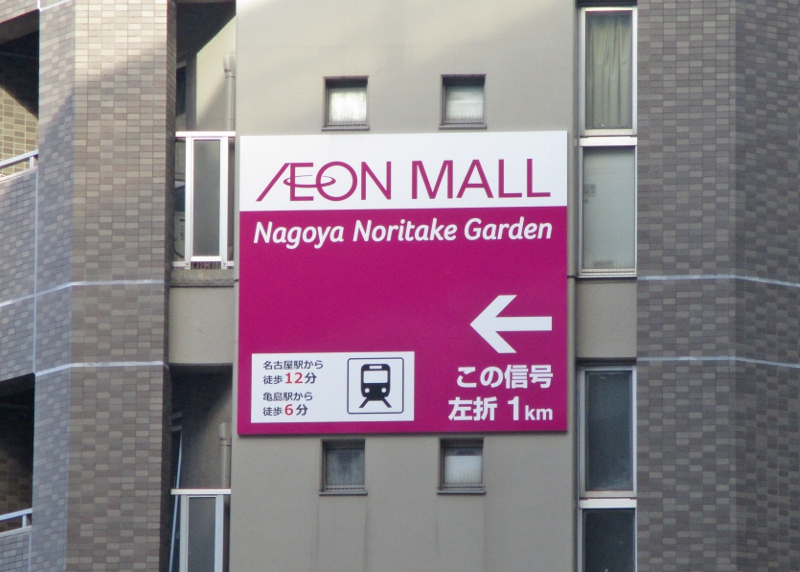 ÆON MALL
Nagoya Noritake Garden
名古屋駅から
徒歩12分
亀島駅から
徒歩6分
この信号
左折 1km